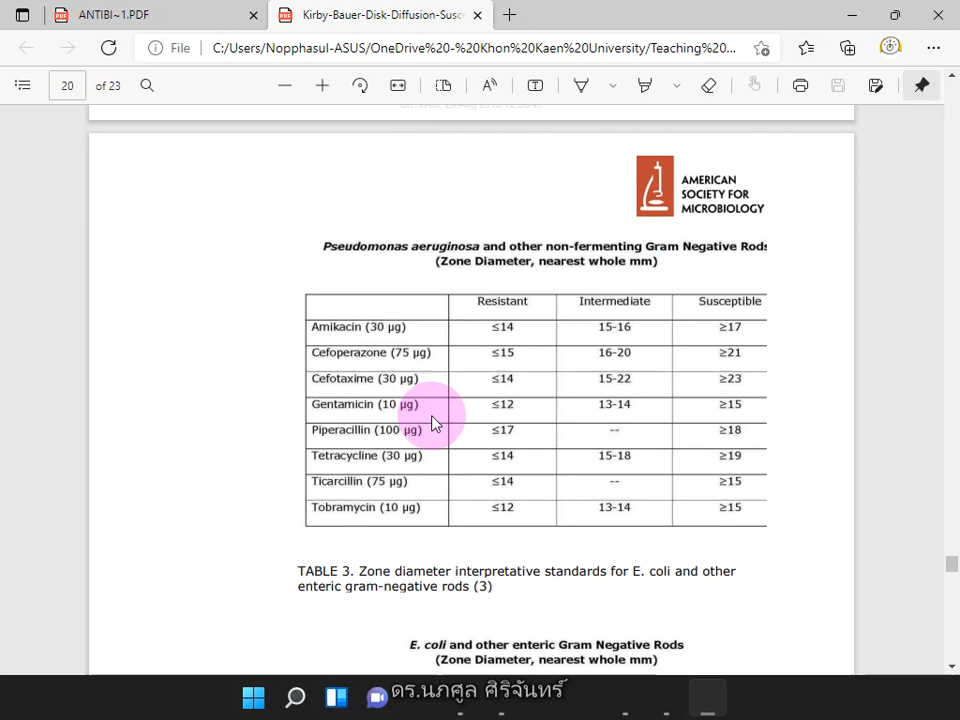 ANTIBI~1.PDF
Kirby-Bauer-Disk-Diffusion-Susc
File
C:/Users/Nopphasul-ASUS/OneDrive%20-%20Khon%20Kaen%20University/Teaching%20...
20 of 23
AMERICAN
SOCIETY FOR
MICROBIOLOGY
Pseudomonas aeruginosa and other non-fermenting Gram Negative Rods
(Zone Diameter, nearest whole mm)
Resistant Intermediate Susceptible
Amikacin (30 µg) ≤14 15-16 ≥17
Cefoperazone (75 µg) ≤15 16-20 ≥21
Cefotaxime (30 µg) ≤14 15-22 ≥23
Gentamicin (10 µg) ≤12 13-14 ≥15
Piperacillin (100 µg) ≤17 -- ≥18
Tetracycline (30 µg) ≤14 15-18 ≥19
Ticarcillin (75 µg) ≤14 -- ≥15
Tobramycin (10 µg) ≤12 13-14 ≥15
TABLE 3. Zone diameter interpretative standards for E. coli and other
enteric gram-negative rods (3)
E. coli and other enteric Gram Negative Rods
(Zone Diameter, nearest whole mm)
ดร.นภศูล ศิริจันทร์